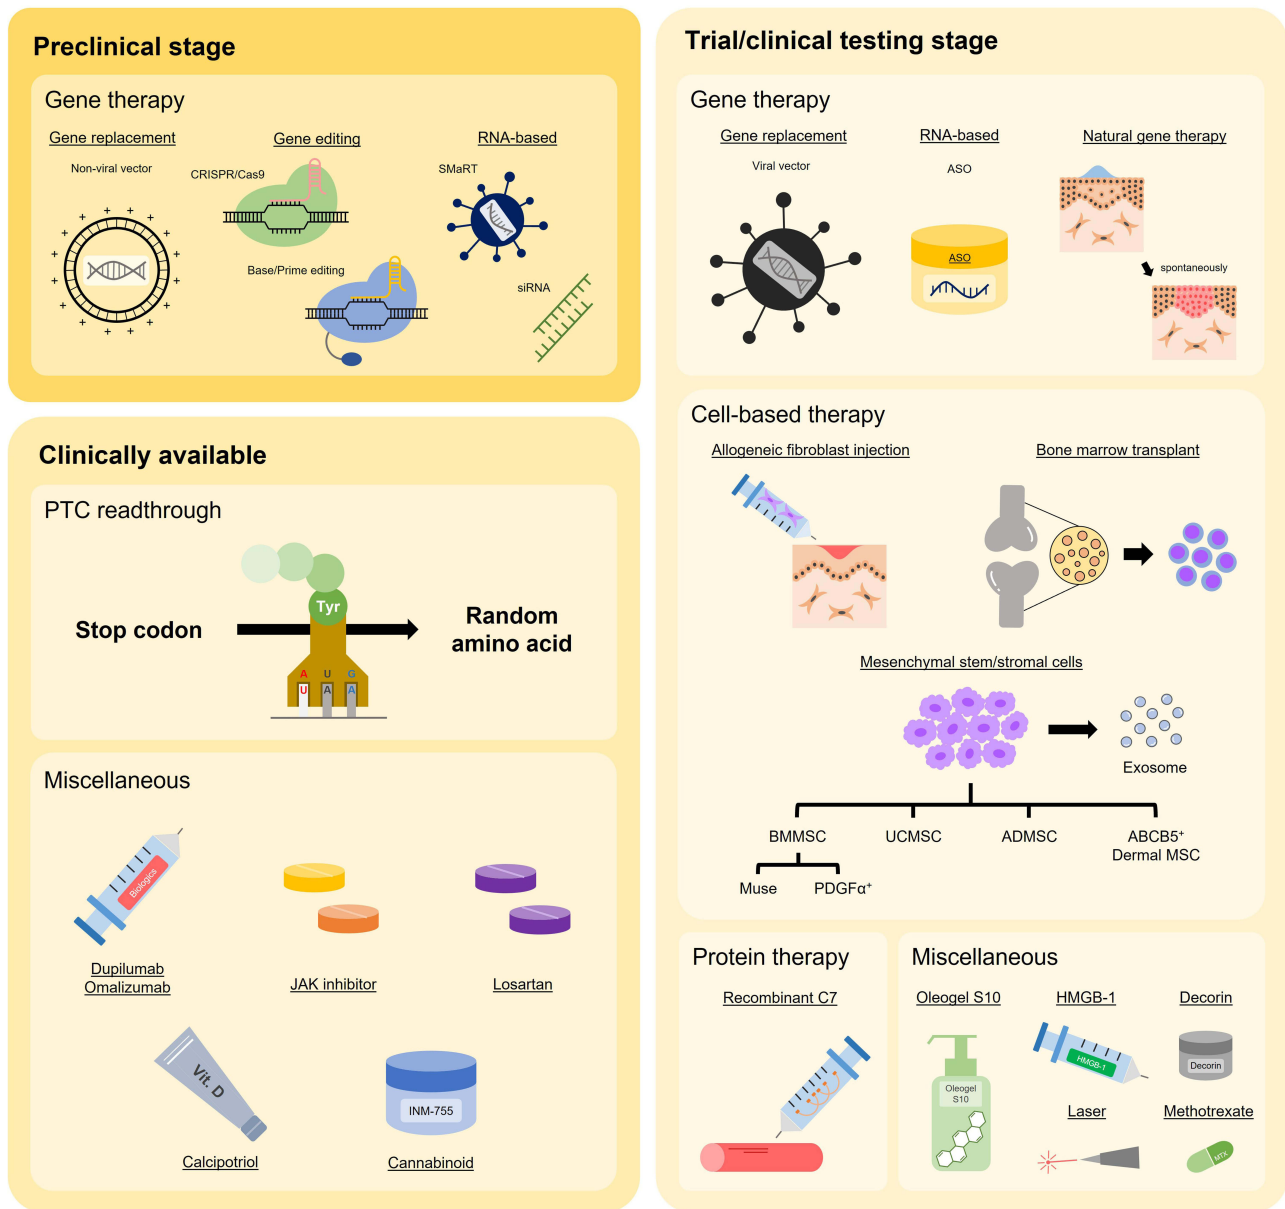 Preclinical stage
Gene therapy
Gene replacement
Gene editing
RNA-based
Non-viral vector
CRISPR/Cas9
SMaRT
Base/Prime editing
siRNA
Clinically available
PTC readthrough
Stop codon
Tyr
Random
amino acid
A U G
U A A
Miscellaneous
Biologics
Dupilumab
Omalizumab
JAK inhibitor
Losartan
Vit. D
INM-755
Calcipotriol
Cannabinoid
Trial/clinical testing stage
Gene therapy
Gene replacement
RNA-based
Natural gene therapy
Viral vector
ASO
ASO
spontaneously
Cell-based therapy
Allogeneic fibroblast injection
Bone marrow transplant
Mesenchymal stem/stromal cells
Exosome
BMMSC
UCMSC
ADMSC
ABCB5⁺
Dermal MSC
Muse
PDGFα⁺
Protein therapy
Recombinant C7
Miscellaneous
Oleogel S10
HMGB-1
Decorin
Oleogel
S10
HMGB-1
Decorin
Laser
Methotrexate
MTX